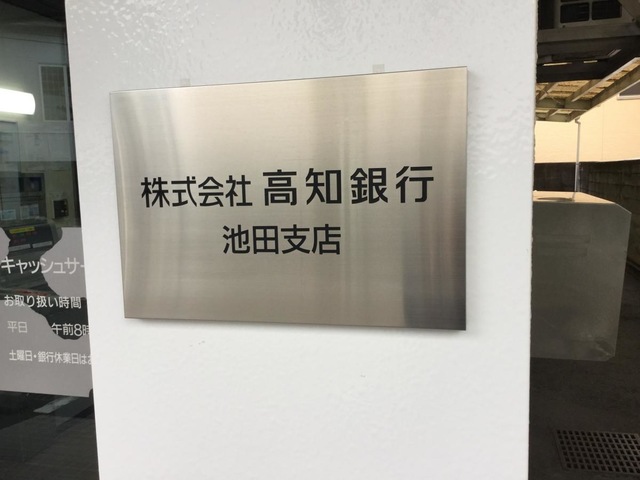 株式会社 高知銀行
池田支店
キャッシュサー
お取り扱い時間
平日 午前8時
土曜日・銀行休業日は